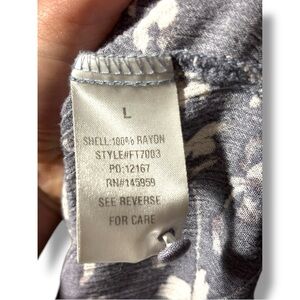 L
SHELL:100% RAYON
STYLE#FT7003
PO:12167
RN#145959
SEE REVERSE
FOR CARE